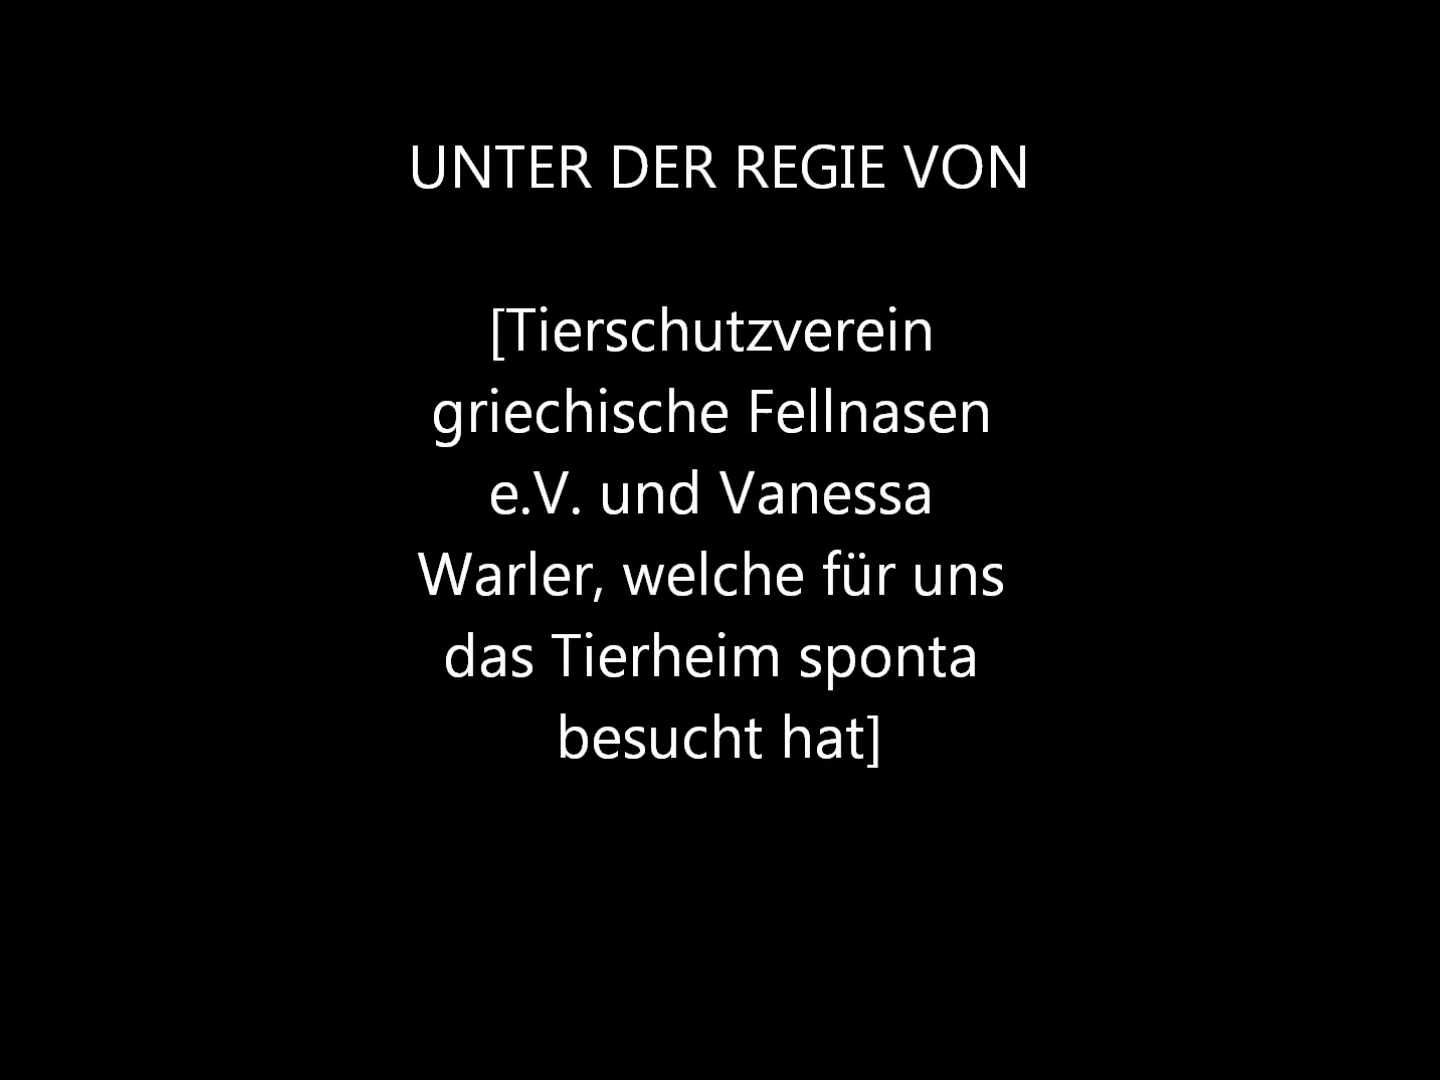 UNTER DER REGIE VON
[Tierschutzverein
griechische Fellnasen
e.V. und Vanessa
Warler, welche für uns
das Tierheim sponta
besucht hat]